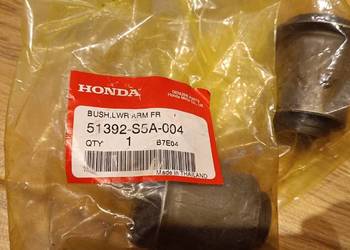 HONDA
BUSH,LWR ARM FR
51392-S5A-004
QTY 1 B7E04
Made in THAILAND